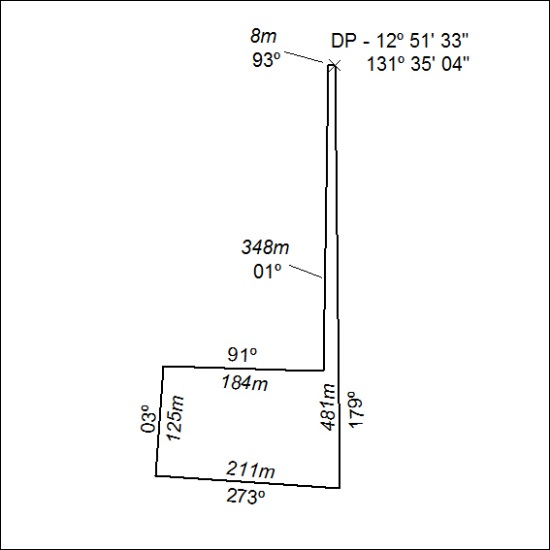 8m
93º
DP - 12º 51' 33"
131º 35' 04"
348m
01º
91º
184m
03º
125m
481m
179º
211m
273º